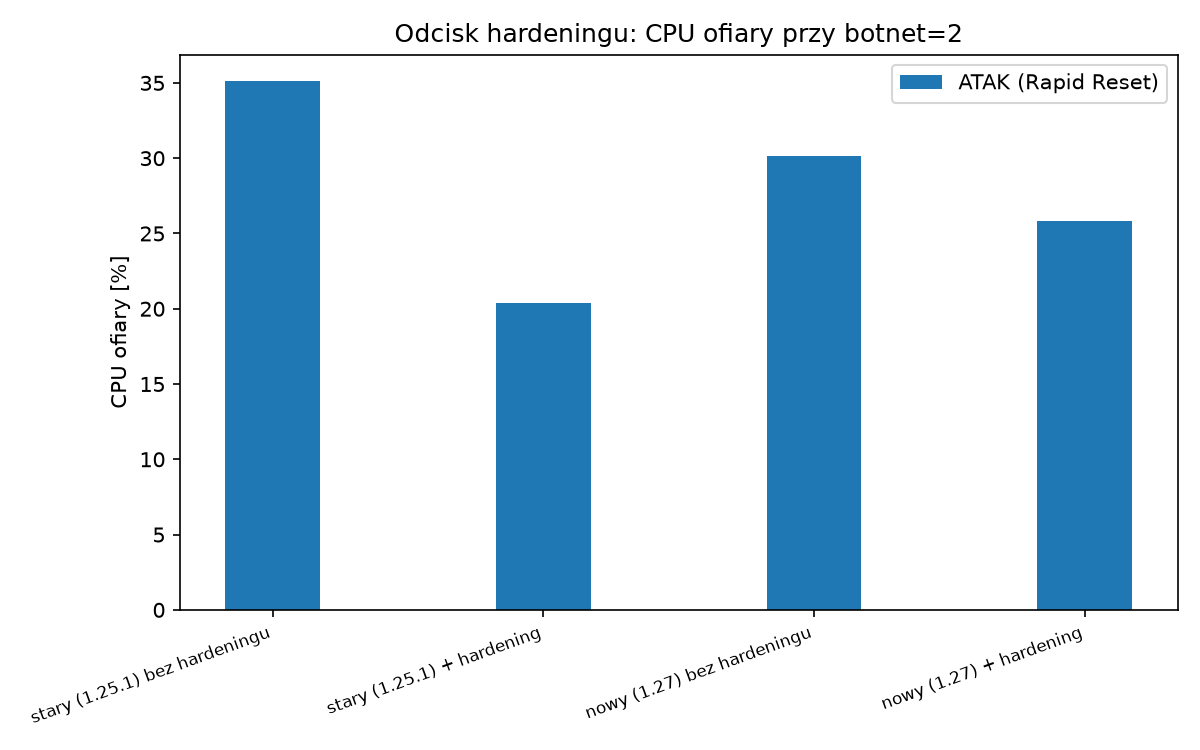 Odcisk hardeningu: CPU ofiary przy botnet=2
ATAK (Rapid Reset)
CPU ofiary [%]
35
30
25
20
15
10
5
0
stary (1.25.1) bez hardeningu
stary (1.25.1) + hardening
nowy (1.27) bez hardeningu
nowy (1.27) + hardening